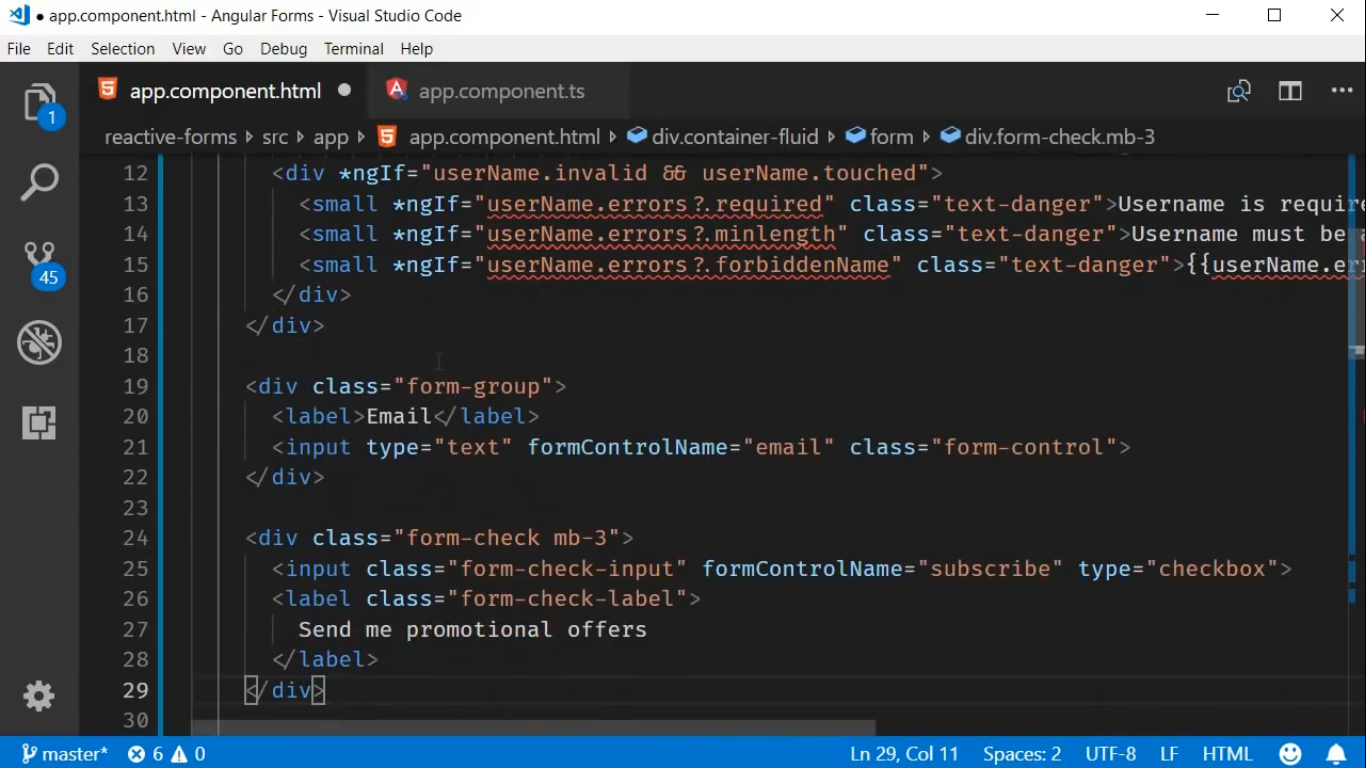 app.component.html - Angular Forms - Visual Studio Code
File Edit Selection View Go Debug Terminal Help
app.component.html app.component.ts
reactive-forms src app app.component.html div.container-fluid form div.form-check.mb-3
1
45
12 <div *ngIf="userName.invalid && userName.touched">
13 <small *ngIf="userName.errors?.required" class="text-danger">Username is require
14 <small *ngIf="userName.errors?.minlength" class="text-danger">Username must be
15 <small *ngIf="userName.errors?.forbiddenName" class="text-danger">{{userName.err
16 </div>
17 </div>
18
19 <div class="form-group">
20 <label>Email</label>
21 <input type="text" formControlName="email" class="form-control">
22 </div>
23
24 <div class="form-check mb-3">
25 <input class="form-check-input" formControlName="subscribe" type="checkbox">
26 <label class="form-check-label">
27 Send me promotional offers
28 </label>
29 </div>
30
master* 6 0 Ln 29, Col 11 Spaces: 2 UTF-8 LF HTML